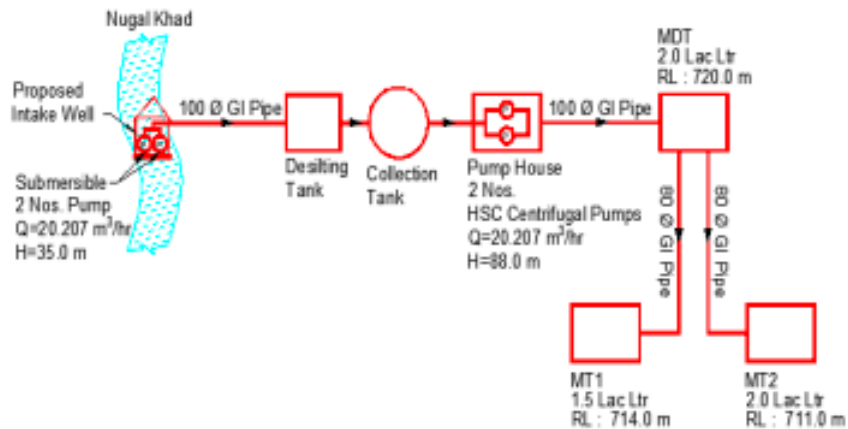 Nugal Khad
Proposed
Intake Well
100 Ø GI Pipe
Submersible
2 Nos. Pump
Q=20.207 m³/hr
H=35.0 m
Desilting
Tank
Collection
Tank
Pump House
2 Nos.
HSC Centrifugal Pumps
Q=20.207 m³/hr
H=88.0 m
100 Ø GI Pipe
MDT
2.0 Lac Ltr
RL : 720.0 m
80 Ø GI Pipe
80 Ø GI Pipe
MT1
1.5 Lac Ltr
RL : 714.0 m
MT2
2.0 Lac Ltr
RL : 711.0 m